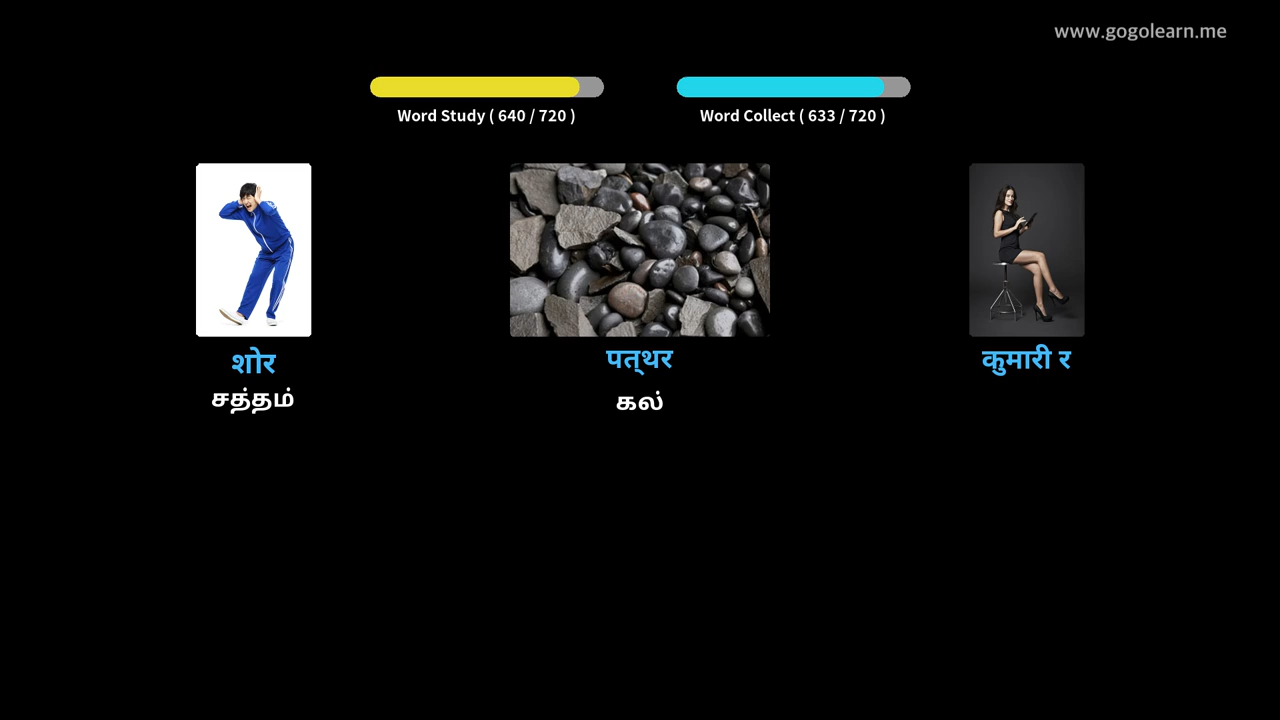 www.gogolearn.me
Word Study ( 640 / 720 )
Word Collect ( 633 / 720 )
शोर
சத்தம்
पत्थर
கல்
कुमारी र